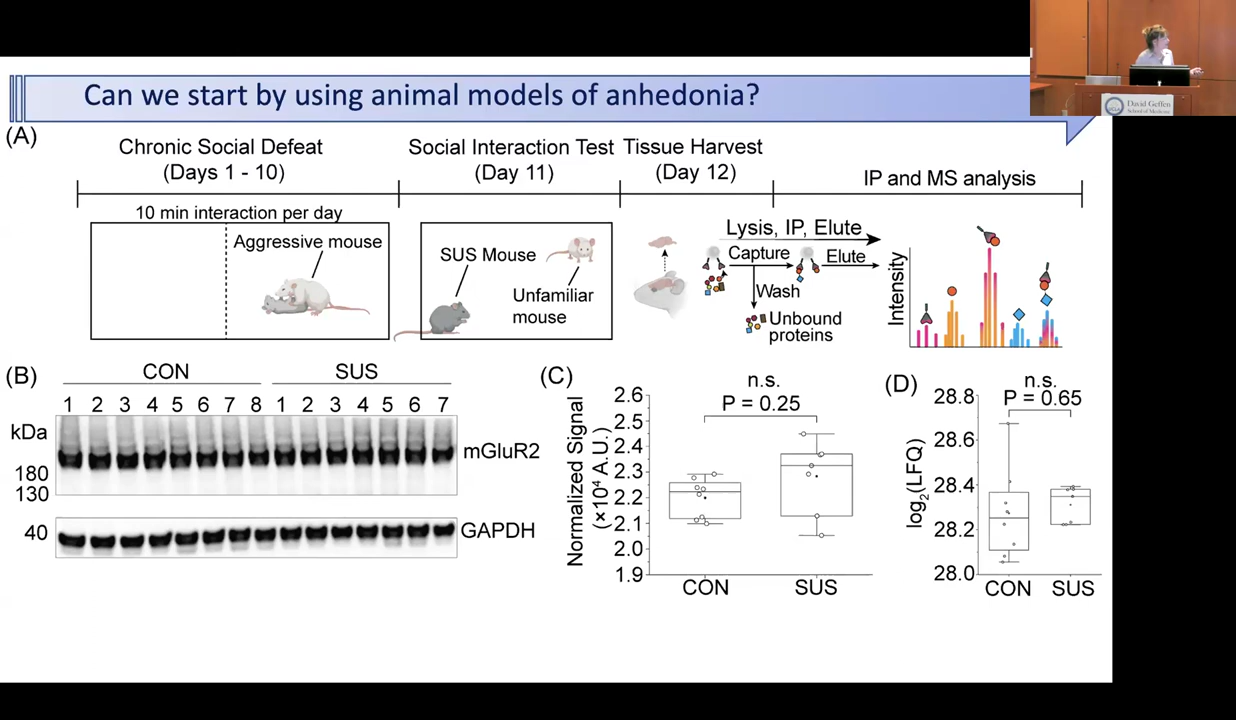 Can we start by using animal models of anhedonia?
David Geffen
School of Medicine
(A)
Chronic Social Defeat
(Days 1 - 10)
Social Interaction Test
(Day 11)
Tissue Harvest
(Day 12)
IP and MS analysis
10 min interaction per day
Aggressive mouse
SUS Mouse
Unfamiliar
mouse
Lysis, IP, Elute
Capture
Elute
Wash
Unbound
proteins
Intensity
(B)
CON
SUS
1 2 3 4 5 6 7 8 1 2 3 4 5 6 7
kDa
180
130
40
mGluR2
GAPDH
(C)
n.s.
P = 0.25
Normalized Signal
(×10⁴ A.U.)
2.6
2.5
2.4
2.3
2.2
2.1
2.0
1.9
CON
SUS
(D)
n.s.
P = 0.65
log₂(LFQ)
28.8
28.6
28.4
28.2
28.0
CON
SUS